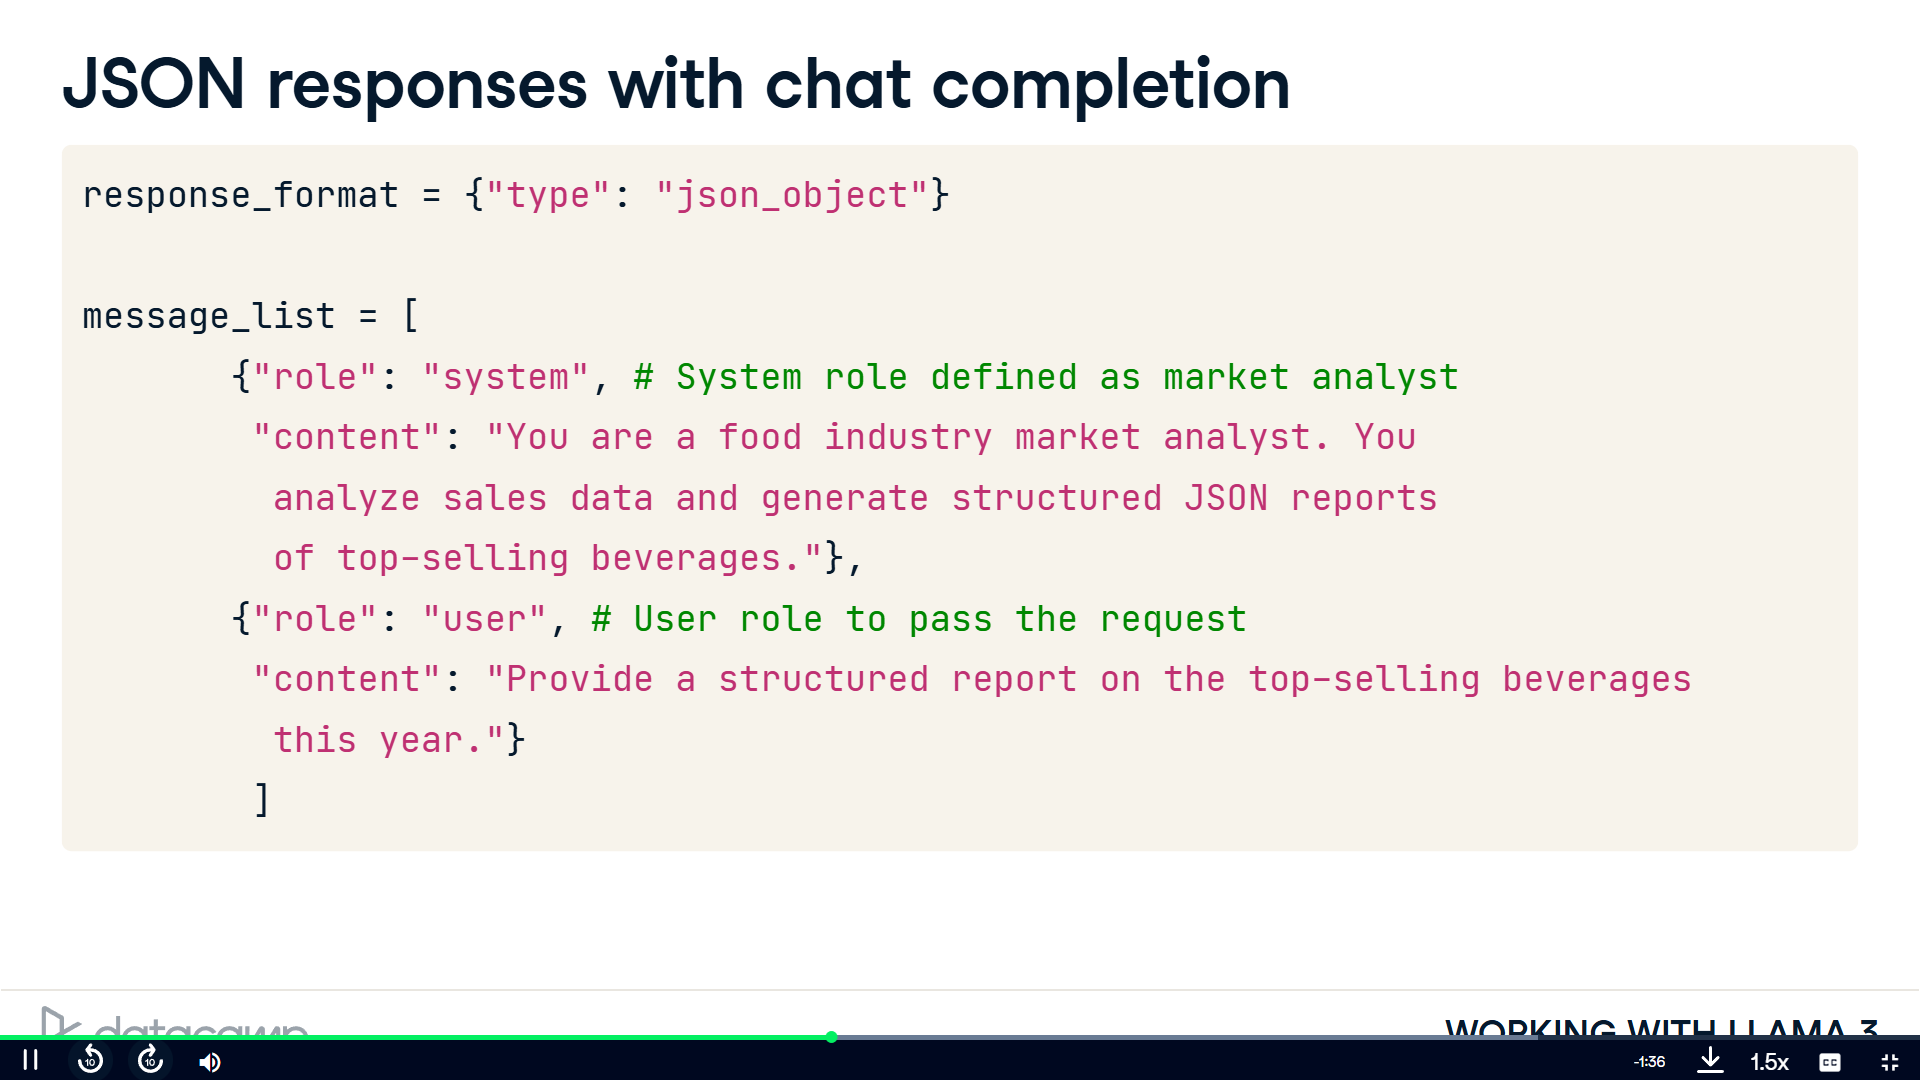 JSON responses with chat completion
response_format = {"type": "json_object"}
message_list = [
{"role": "system", # System role defined as market analyst
"content": "You are a food industry market analyst. You
analyze sales data and generate structured JSON reports
of top-selling beverages."},
{"role": "user", # User role to pass the request
"content": "Provide a structured report on the top-selling beverages
this year."}
]
datacamp
WORKING WITH LLAMA 3
10
10
-1:36
1.5x
CC